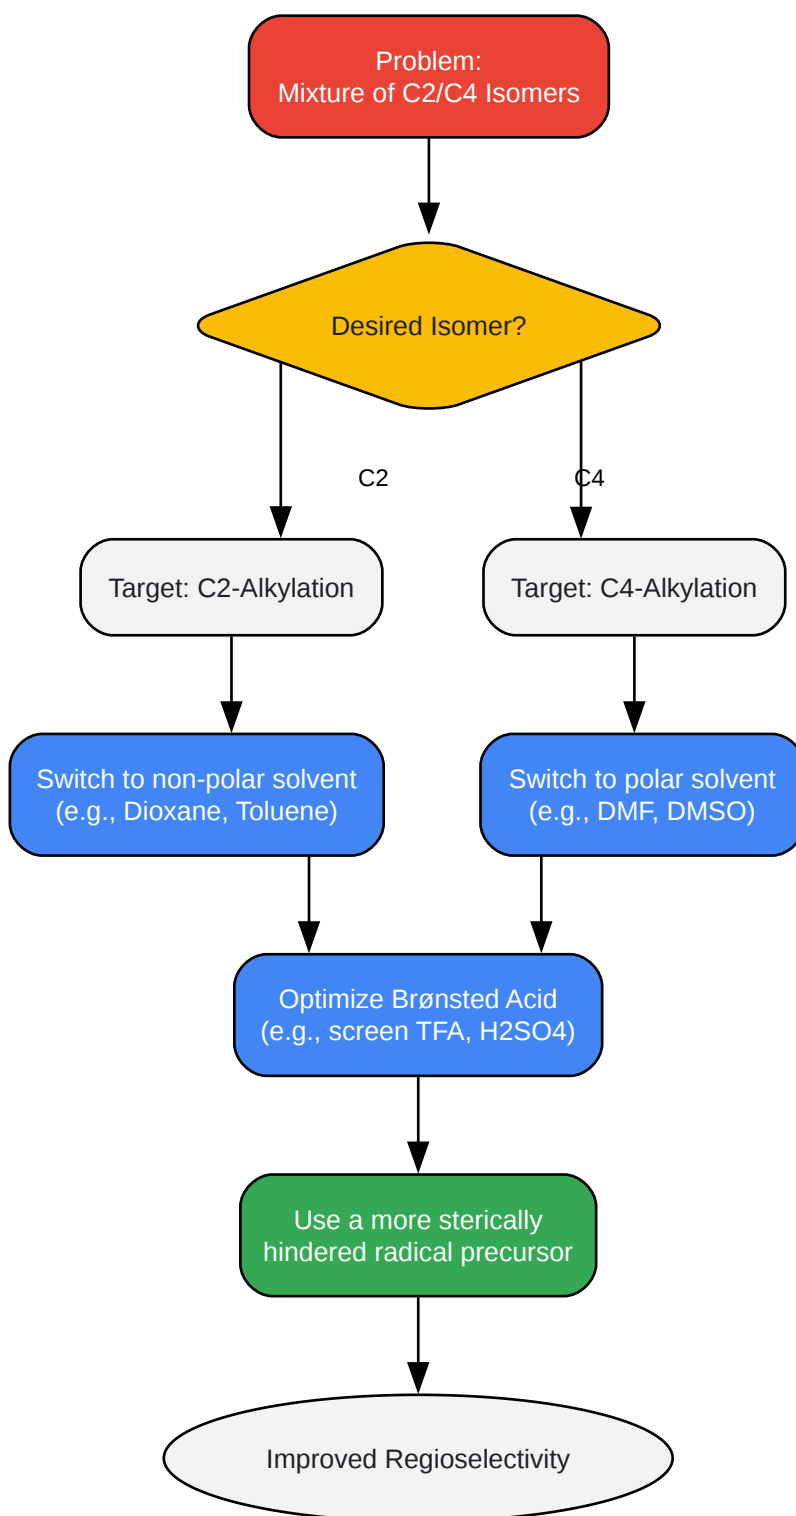 Problem:
Mixture of C2/C4 Isomers
Desired Isomer?
C2
C4
Target: C2-Alkylation
Target: C4-Alkylation
Switch to non-polar solvent
(e.g., Dioxane, Toluene)
Switch to polar solvent
(e.g., DMF, DMSO)
Optimize Brønsted Acid
(e.g., screen TFA, H2SO4)
Use a more sterically
hindered radical precursor
Improved Regioselectivity